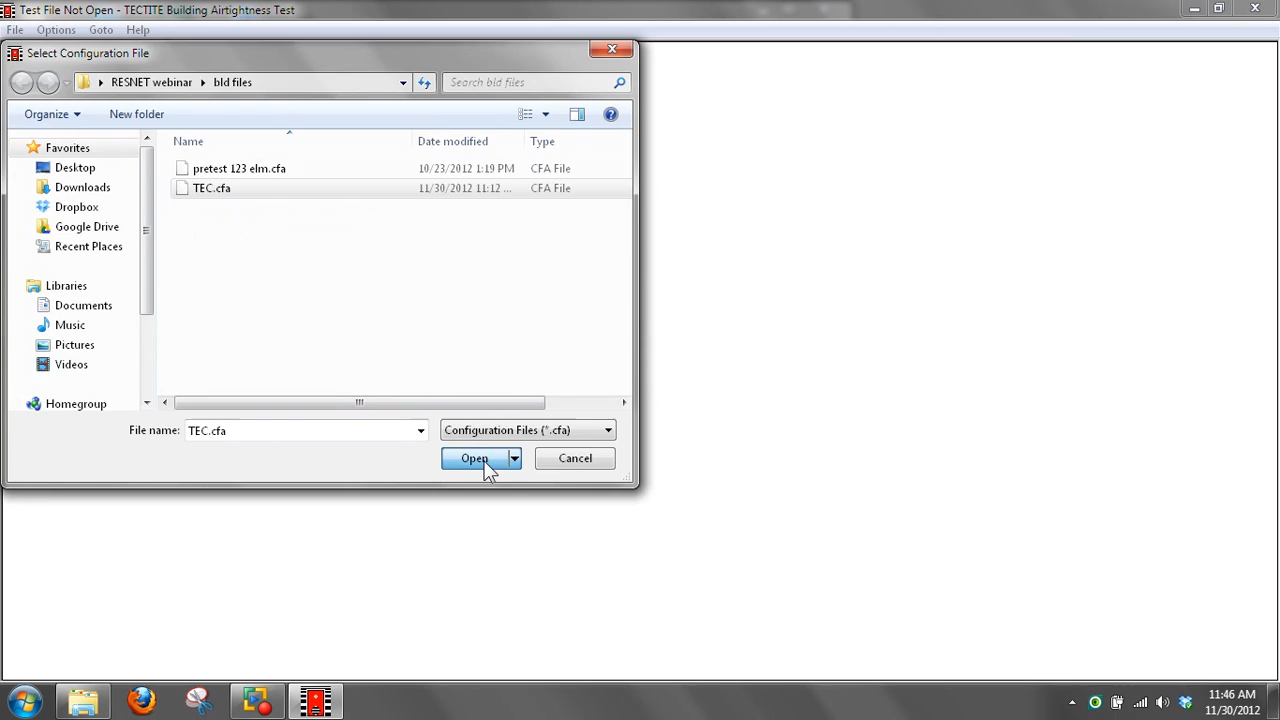 Test File Not Open - TECTITE Building Airtightness Test
File Options Goto Help
Select Configuration File
RESNET webinar bld files
Search bld files
Organize New folder
Name Date modified Type
Favorites
Desktop
Downloads
Dropbox
Google Drive
Recent Places
Libraries
Documents
Music
Pictures
Videos
Homegroup
pretest 123 elm.cfa 10/23/2012 1:19 PM CFA File
TEC.cfa 11/30/2012 11:12 ... CFA File
File name: TEC.cfa Configuration Files (*.cfa)
Open Cancel
11:46 AM
11/30/2012